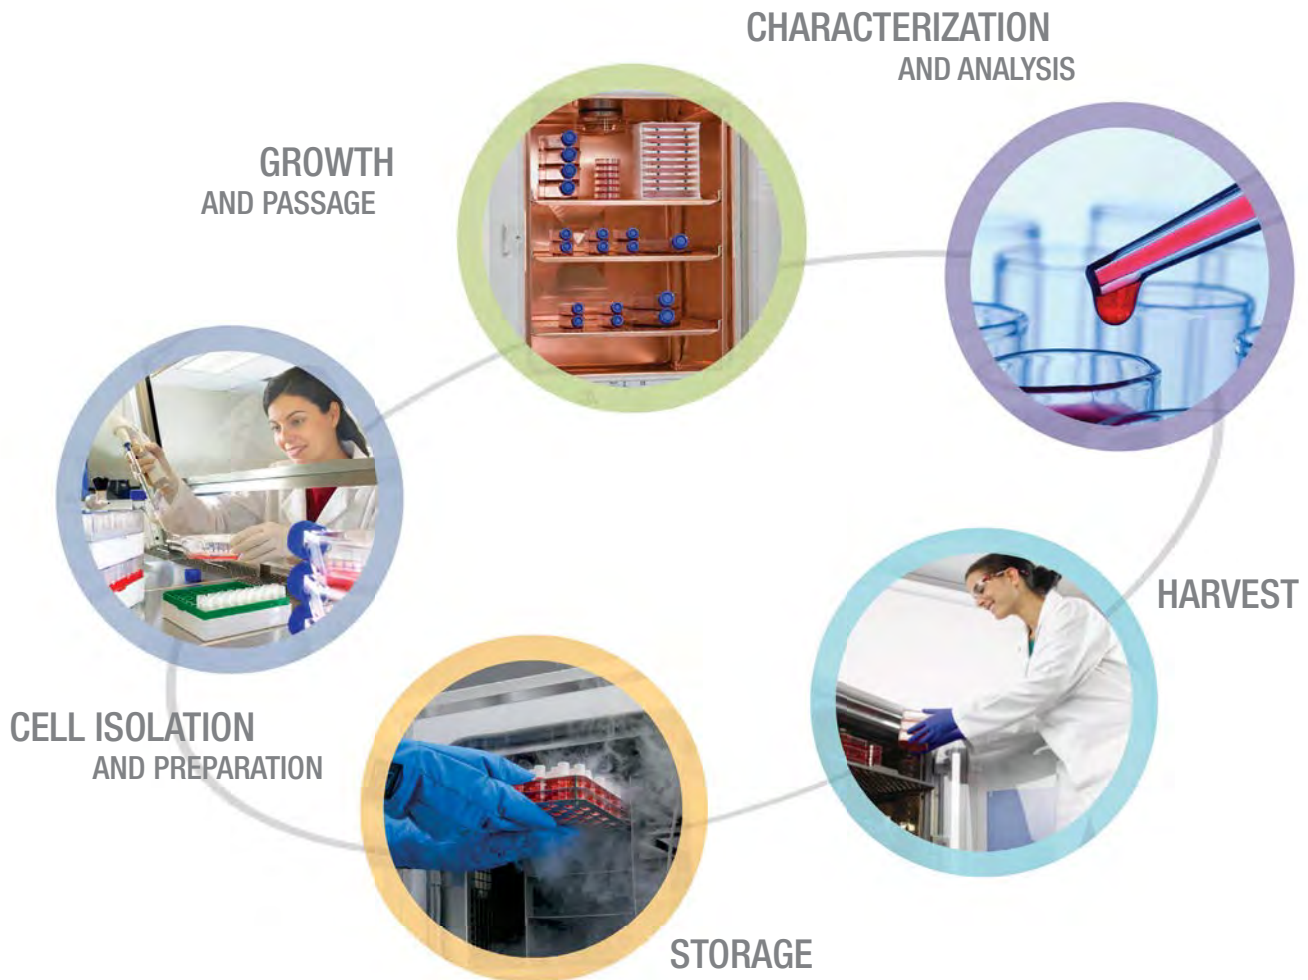 CHARACTERIZATION
AND ANALYSIS
GROWTH
AND PASSAGE
HARVEST
CELL ISOLATION
AND PREPARATION
STORAGE